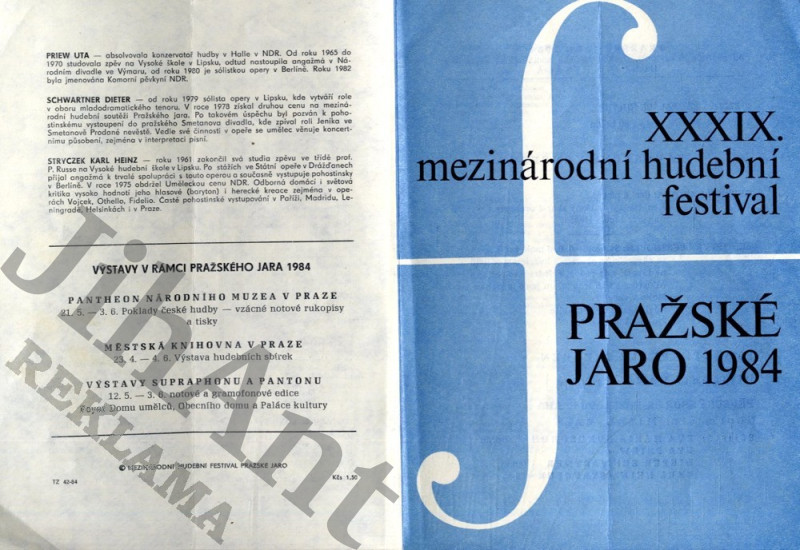 PRIEW UTA — absolvovala konzervatoř hudby v Halle v NDR. Od roku 1965 do
1970 studovala zpěv na Vysoké škole v Lipsku, odtud nastoupila angažmá v Ná-
rodním divadle ve Výmaru, od roku 1980 je sólistkou opery v Berlíně. Roku 1982
byla jmenována Komorní pěvkyní NDR.
SCHWARTNER DIETER — od roku 1979 sólista opery v Lipsku, kde vytváří role
v oboru mladodramatického tenoru. V roce 1978 získal druhou cenu na meziná-
rodní hudební soutěži Pražského jara. Po takovém úspěchu byl pozván k poho-
stinskému vystoupení do pražského Smetanova divadla, kde zpíval roli Jeníka ve
Smetanově Prodané nevěstě. Vedle své činnosti v opeře se umělec věnuje koncert-
nímu působení, zejména v interpretaci písní.
STRYCZEK KARL HEINZ — roku 1961 zakončil svá studia zpěvu ve třídě prof.
P. Russe na Vysoké hudební škole v Lipsku. Po stážích ve Státní opeře v Drážďanech
přijal angažmá k trvalé spolupráci s touto operou a současně vystupuje pohostinsky
v Berlíně. V roce 1975 obdržel Uměleckou cenu NDR. Odborná domácí i světová
kritika vysoko hodnotí jeho hlasové (baryton) i herecké kreace zejména v ope-
rách Vojcek, Othello, Fidelio. Časté pohostinské vystupování v Paříži, Madridu, Le-
ningradě, Helsinkách i v Praze.
VÝSTAVY V RÁMCI PRAŽSKÉHO JARA 1984
PANTHEON NÁRODNÍHO MUZEA V PRAZE
21. 5. — 3. 6. Poklady české hudby — vzácné notové rukopisy
a tisky
MĚSTSKÁ KNIHOVNA V PRAZE
23. 4. — 4. 6. Výstava hudebních sbírek
VÝSTAVY SUPRAPHONU A PANTONU
12. 5. — 3. 6. notové a gramofonové edice
Foyer Domu umělců, Obecního domu a Paláce kultury
© MEZINÁRODNÍ HUDEBNÍ FESTIVAL PRAŽSKÉ JARO
TZ 42-84
Kčs 1,50
XXXIX.
mezinárodní hudební
festival
PRAŽSKÉ
JARO 1984
JihAnt
REKLAMA